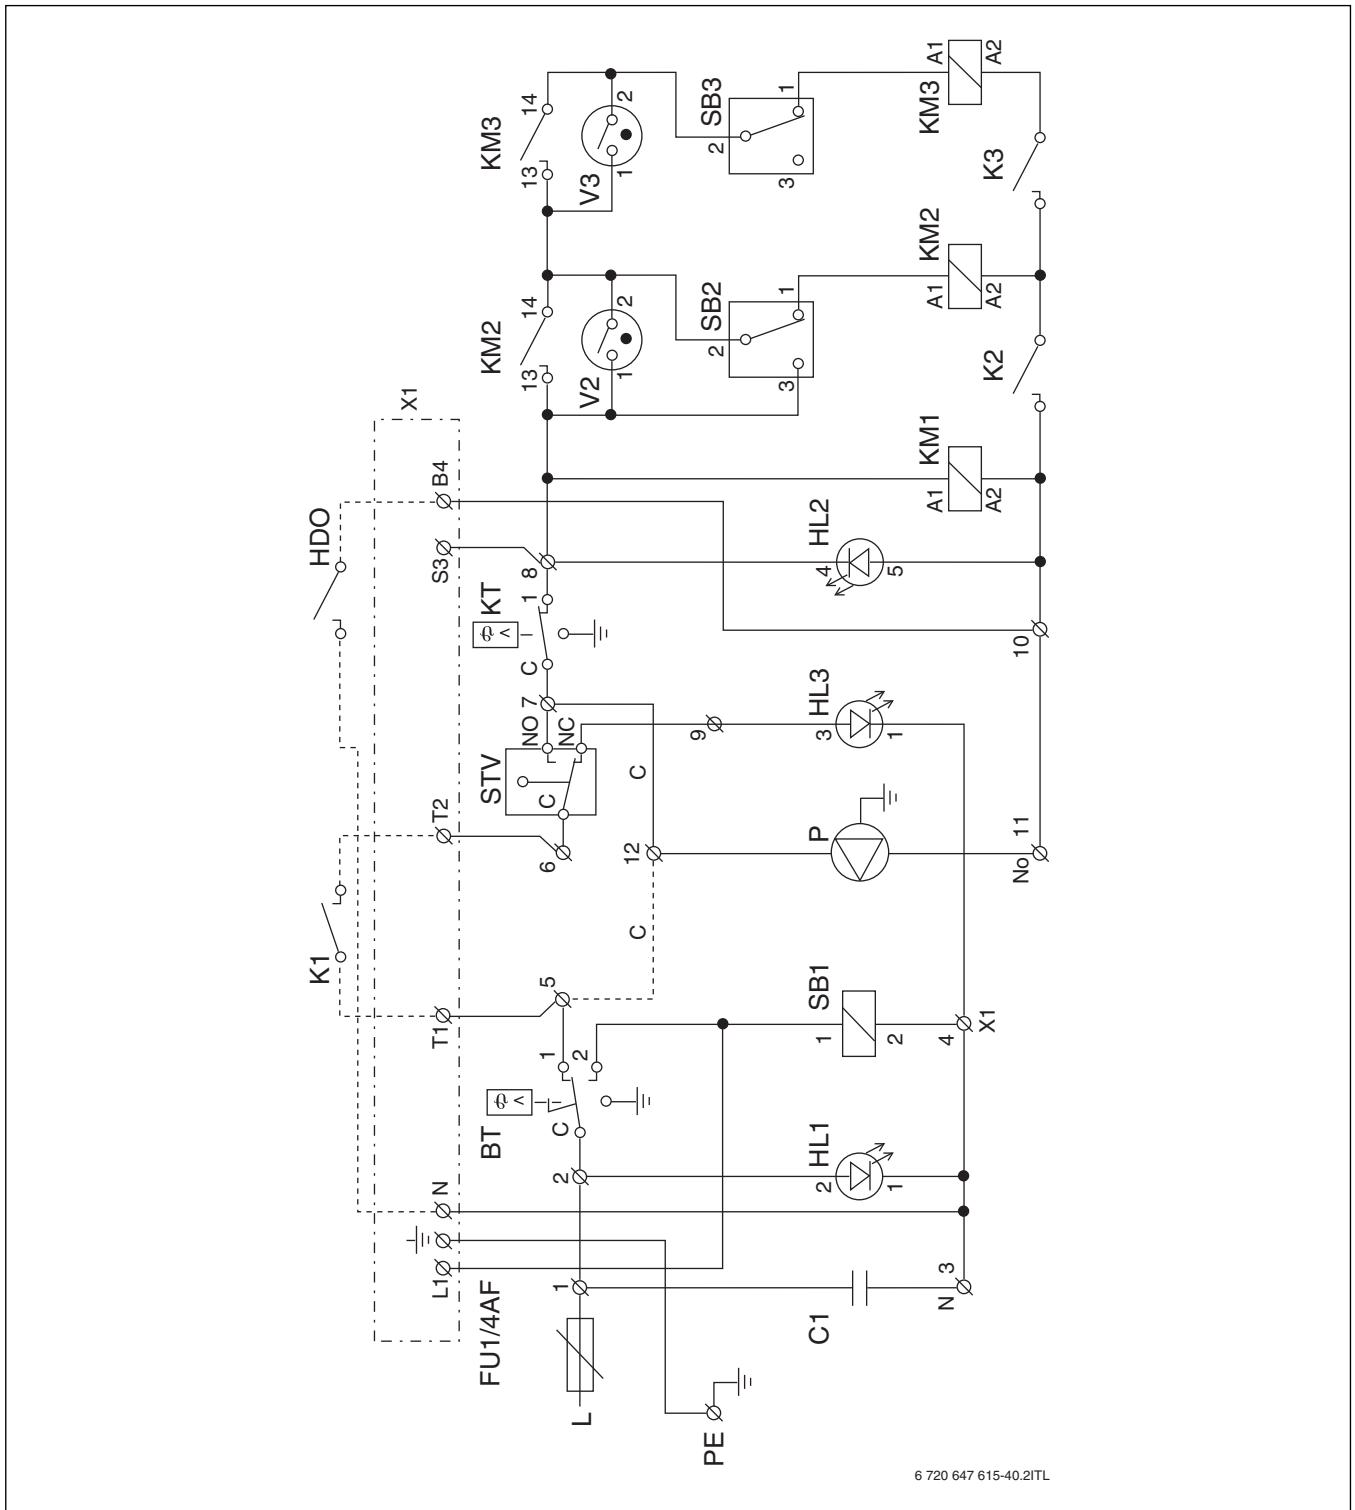 K1
HDO
X1
L1
N
T1
T2
S3
B4
FU1/4AF
BT
ϑ >
STV
KT
ϑ >
KM2
KM3
NO
7
C
1
8
13
14
13
14
1
2
C
1
2
5
6
C
NC
L
V2
1
2
V3
1
2
C
12
C
9
PE
SB2
2
3
1
SB3
2
3
1
C1
HL1
2
1
SB1
1
2
P
HL3
3
1
HL2
4
5
KM1
A1
A2
KM2
A1
A2
KM3
A1
A2
N
3
4
X1
K2
K3
No
11
10
6 720 647 615-40.2ITL